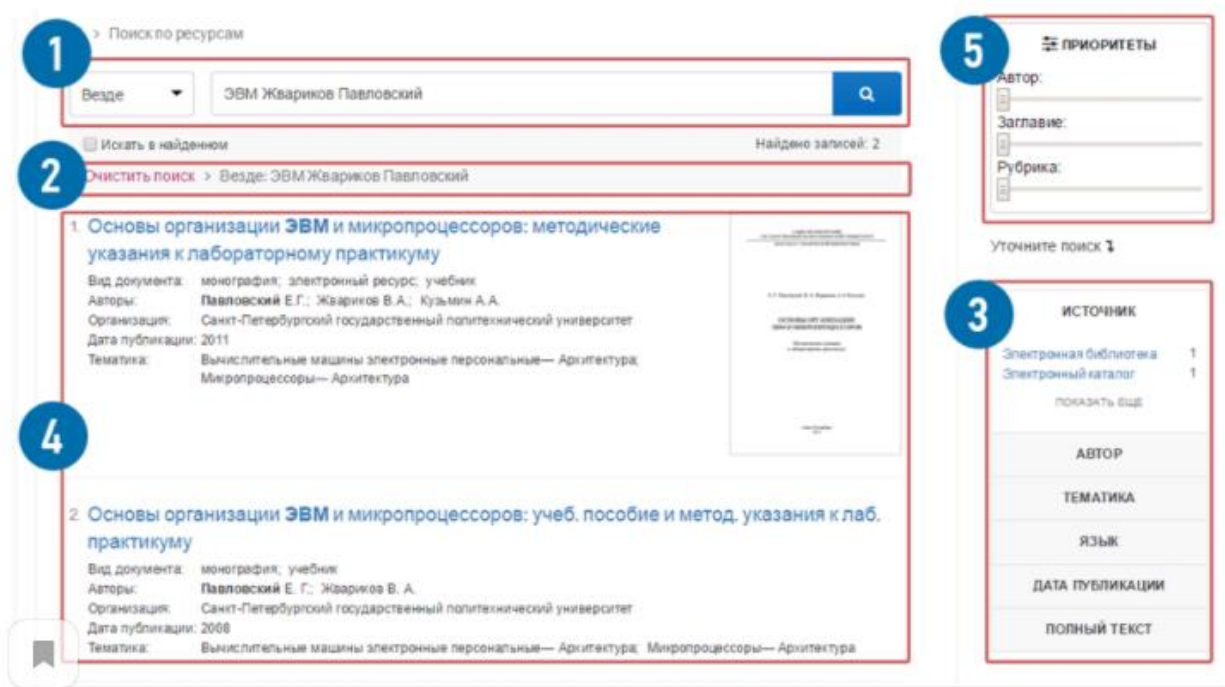 1
> Поиск по ресурсам
Везде
ЭВМ Жвариков Павловский
Искать в найденном
Найдено записей: 2
2
Очистить поиск > Везде: ЭВМ Жвариков Павловский
1. Основы организации ЭВМ и микропроцессоров: методические
указания к лабораторному практикуму
Вид документа: монография; электронный ресурс; учебник
Авторы: Павловский Е.Г.; Жвариков В.А.; Кузьмин А.А.
Организация: Санкт-Петербургский государственный политехнический университет
Дата публикации: 2011
Тематика: Вычислительные машины электронные персональные— Архитектура;
Микропроцессоры— Архитектура
4
2. Основы организации ЭВМ и микропроцессоров: учеб. пособие и метод. указания к лаб.
практикуму
Вид документа: монография; учебник
Авторы: Павловский Е. Г.; Жвариков В. А.
Организация: Санкт-Петербургский государственный политехнический университет
Дата публикации: 2008
Тематика: Вычислительные машины электронные персональные— Архитектура; Микропроцессоры— Архитектура
5
ПРИОРИТЕТЫ
Автор:
Заглавие:
Рубрика:
Уточните поиск
3
ИСТОЧНИК
Электронная библиотека 1
Электронный каталог 1
ПОКАЗАТЬ ЕЩЕ
АВТОР
ТЕМАТИКА
ЯЗЫК
ДАТА ПУБЛИКАЦИИ
ПОЛНЫЙ ТЕКСТ